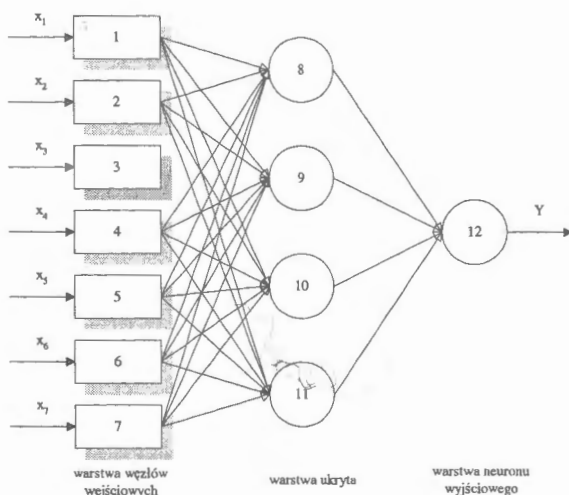 x1
1
x2
2
x3
3
x4
4
x5
5
x6
6
x7
7
8
9
10
11
12
Y
warstwa węzłów
wejściowych
warstwa ukryta
warstwa neuronu
wyjściowego